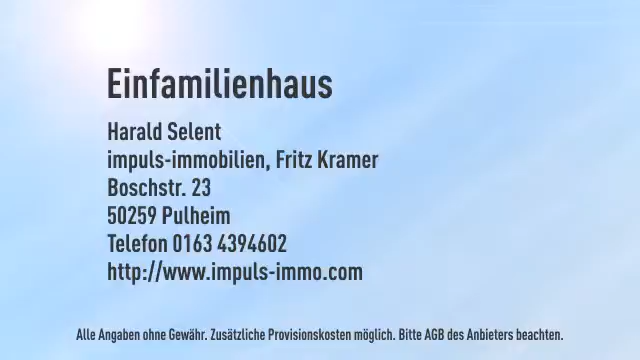 Einfamilienhaus
Harald Selent
impuls-immobilien, Fritz Kramer
Boschstr. 23
50259 Pulheim
Telefon 0163 4394602
http://www.impuls-immo.com
Alle Angaben ohne Gewähr. Zusätzliche Provisionskosten möglich. Bitte AGB des Anbieters beachten.